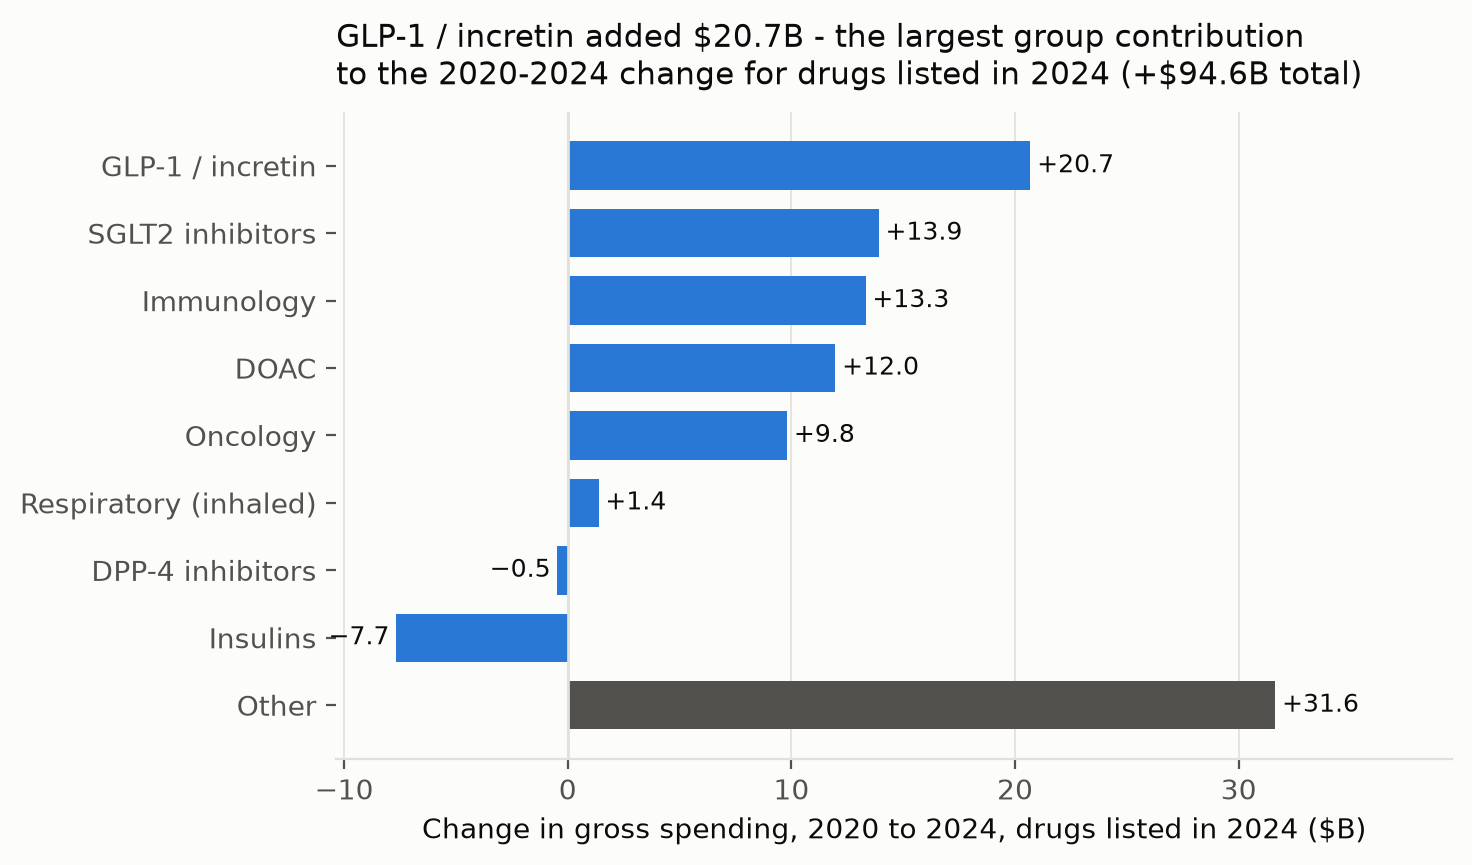 GLP-1 / incretin added $20.7B - the largest group contribution
to the 2020-2024 change for drugs listed in 2024 (+$94.6B total)
GLP-1 / incretin +20.7
SGLT2 inhibitors +13.9
Immunology +13.3
DOAC +12.0
Oncology +9.8
Respiratory (inhaled) +1.4
DPP-4 inhibitors −0.5
Insulins −7.7
Other +31.6
−10 0 10 20 30
Change in gross spending, 2020 to 2024, drugs listed in 2024 ($B)